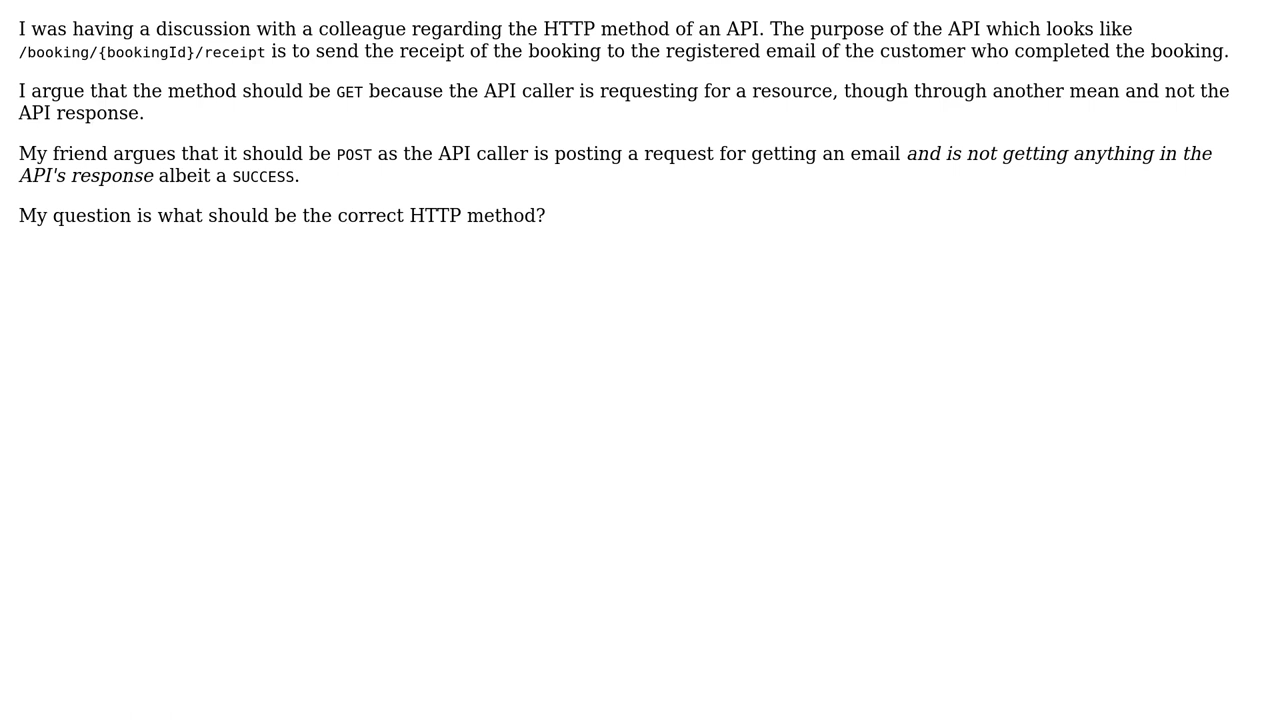 I was having a discussion with a colleague regarding the HTTP method of an API. The purpose of the API which looks like
/booking/{bookingId}/receipt is to send the receipt of the booking to the registered email of the customer who completed the booking.
I argue that the method should be GET because the API caller is requesting for a resource, though through another mean and not the
API response.
My friend argues that it should be POST as the API caller is posting a request for getting an email and is not getting anything in the
API's response albeit a SUCCESS.
My question is what should be the correct HTTP method?